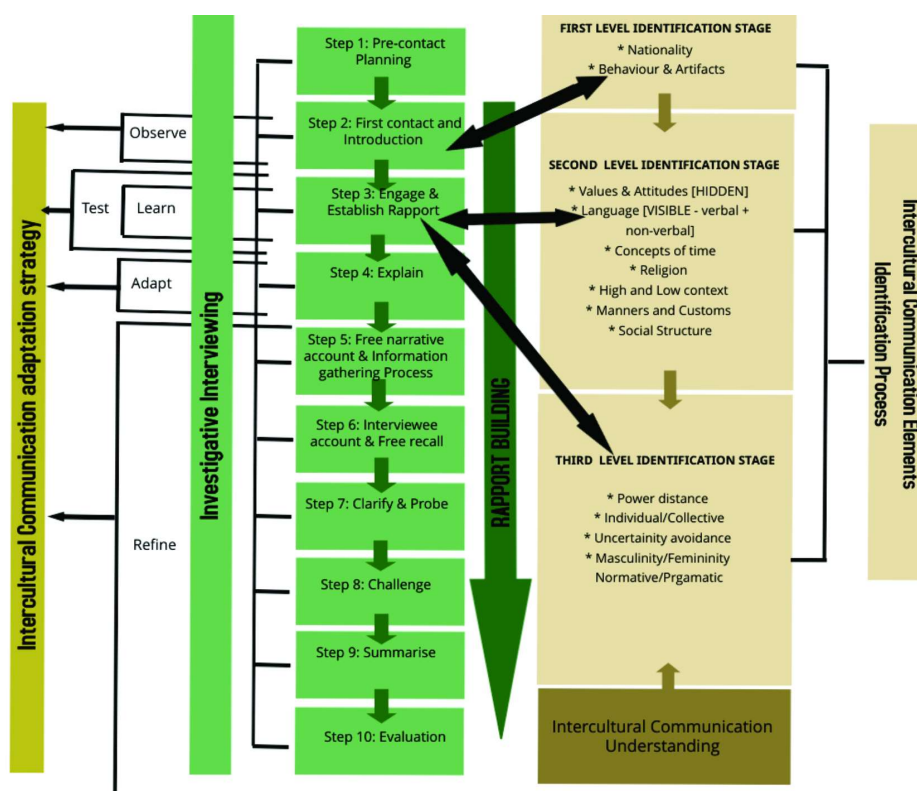 Intercultural Communication adaptation strategy
Observe
Test
Learn
Adapt
Refine
Investigative Interviewing
Step 1: Pre-contact
Planning
Step 2: First contact and
Introduction
Step 3: Engage &
Establish Rapport
Step 4: Explain
Step 5: Free narrative
account & Information
gathering Process
Step 6: Interviewee
account & Free recall
Step 7: Clarify & Probe
Step 8: Challenge
Step 9: Summarise
Step 10: Evaluation
RAPPORT BUILDING
FIRST LEVEL IDENTIFICATION STAGE
* Nationality
* Behaviour & Artifacts
SECOND LEVEL IDENTIFICATION STAGE
* Values & Attitudes [HIDDEN]
* Language [VISIBLE - verbal +
non-verbal]
* Concepts of time
* Religion
* High and Low context
* Manners and Customs
* Social Structure
THIRD LEVEL IDENTIFICATION STAGE
* Power distance
* Individual/Collective
* Uncertainity avoidance
* Masculinity/Femininity
Normative/Prgamatic
Intercultural Communication
Understanding
Intercultural Communication Elements
Identification Process